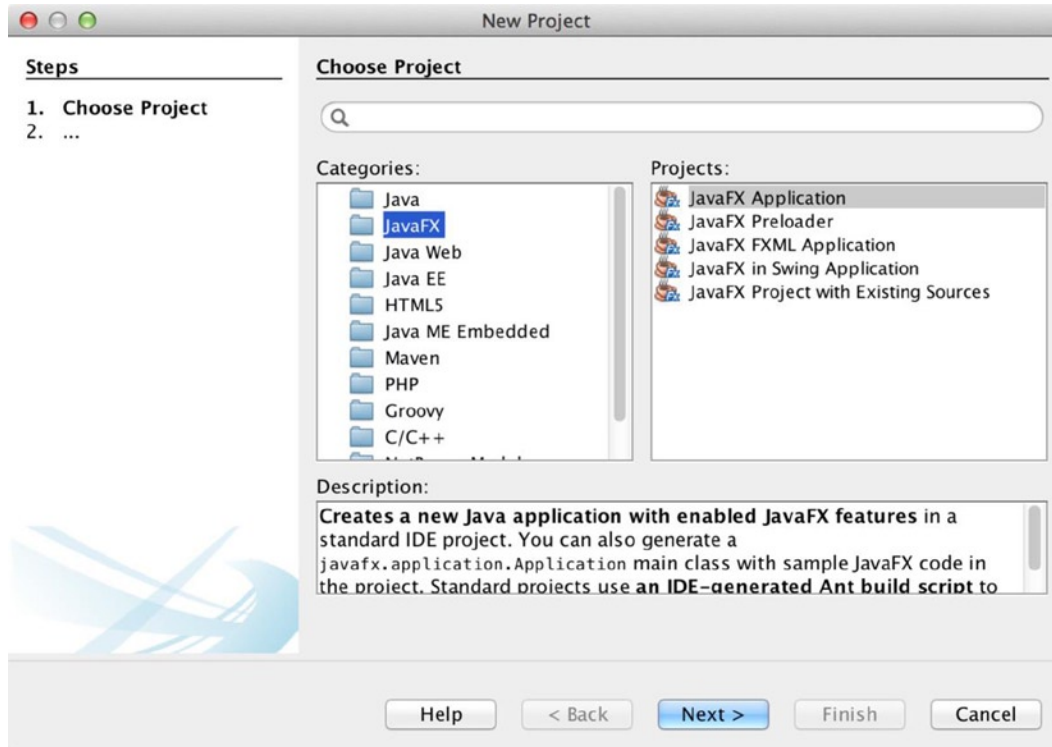 New Project
Steps
1. Choose Project
2. ...
Choose Project
Categories:
Java
JavaFX
Java Web
Java EE
HTML5
Java ME Embedded
Maven
PHP
Groovy
C/C++
Projects:
JavaFX Application
JavaFX Preloader
JavaFX FXML Application
JavaFX in Swing Application
JavaFX Project with Existing Sources
Description:
Creates a new Java application with enabled JavaFX features in a
standard IDE project. You can also generate a
javafx.application.Application main class with sample JavaFX code in
the project. Standard projects use an IDE-generated Ant build script to
Help
< Back
Next >
Finish
Cancel